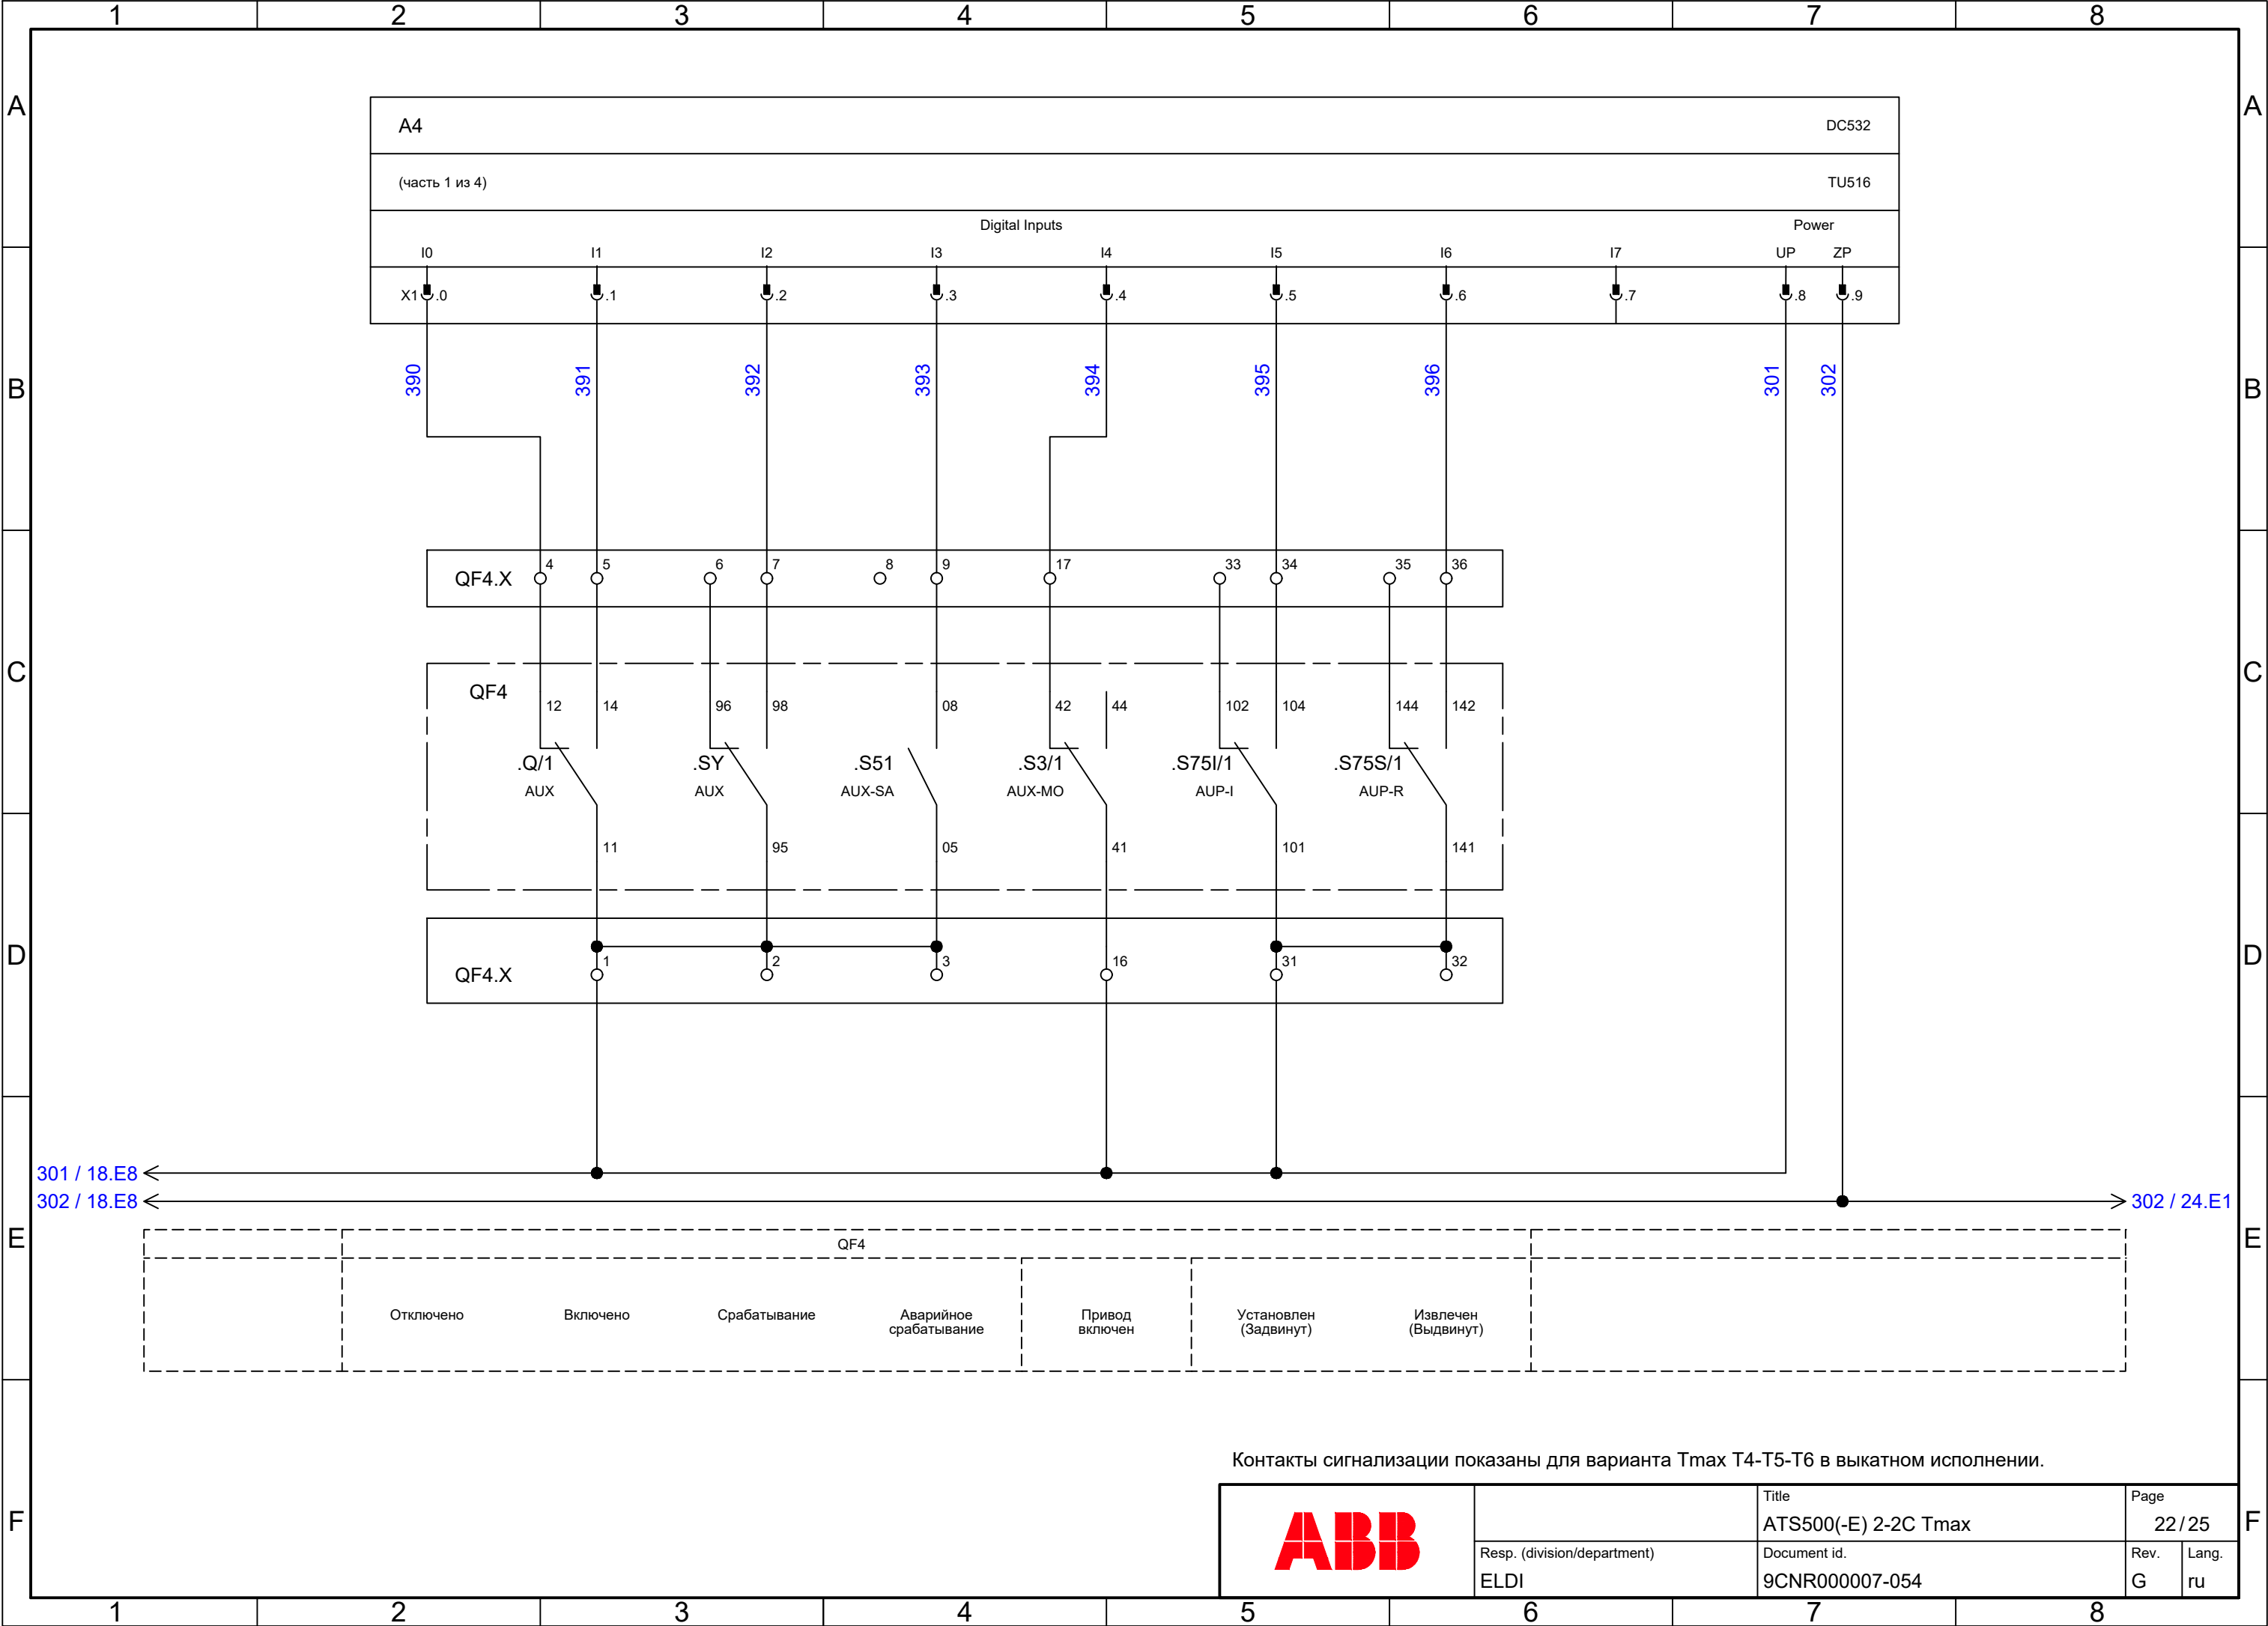 1 2 3 4 5 6 7 8
A A
A4 DC532
(часть 1 из 4) TU516
Digital Inputs Power
I0 I1 I2 I3 I4 I5 I6 I7 UP ZP
X1 .0 .1 .2 .3 .4 .5 .6 .7 .8 .9
390 391 392 393 394 395 396 301 302
B B
QF4.X 4 5 6 7 8 9 17 33 34 35 36
C C
QF4
12 14 96 98 08 42 44 102 104 144 142
.Q/1 .SY .S51 .S3/1 .S75I/1 .S75S/1
AUX AUX AUX-SA AUX-MO AUP-I AUP-R
11 95 05 41 101 141
D D
QF4.X 1 2 3 16 31 32
301 / 18.E8
302 / 18.E8 302 / 24.E1
E E
QF4
Отключено Включено Срабатывание Аварийное Привод Установлен Извлечен
срабатывание включен (Задвинут) (Выдвинут)
Контакты сигнализации показаны для варианта Tmax T4-T5-T6 в выкатном исполнении.
F F
ABB
Title Page
ATS500(-E) 2-2C Tmax 22/25
Resp. (division/department) Document id. Rev. Lang.
ELDI 9CNR000007-054 G ru
1 2 3 4 5 6 7 8